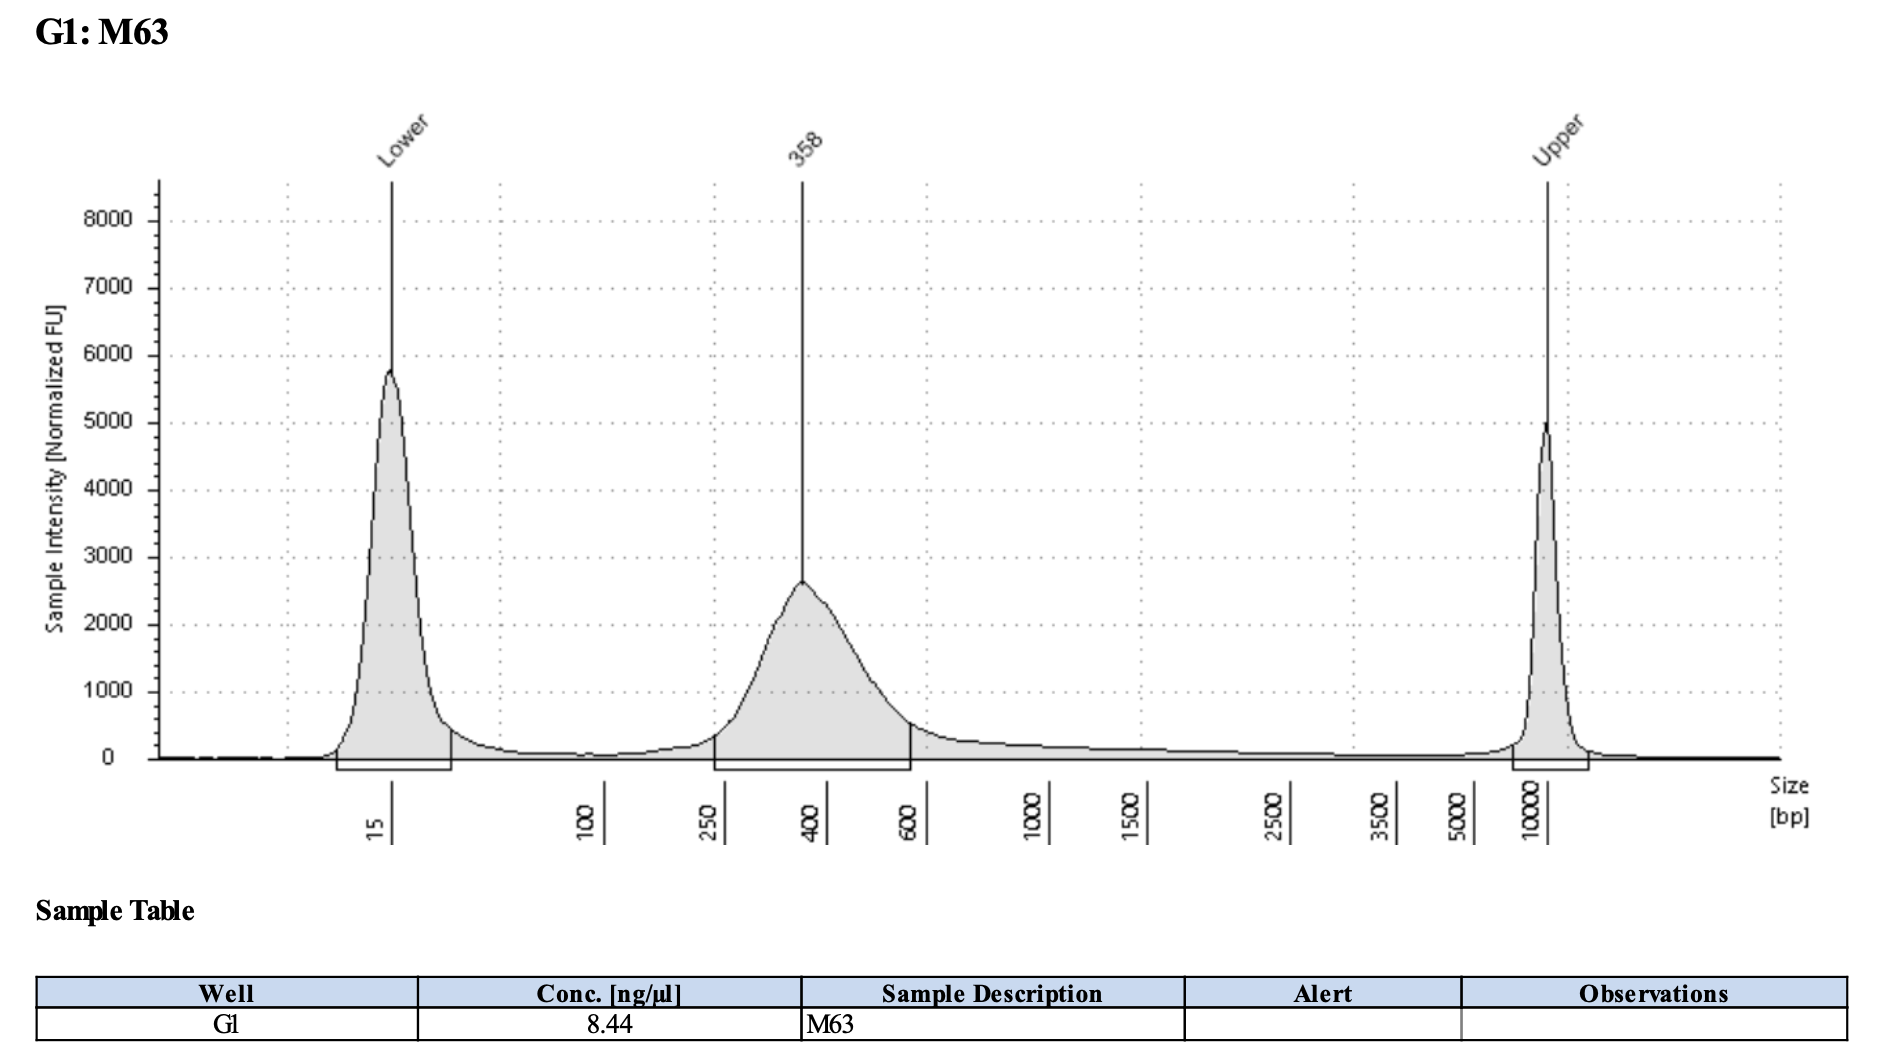 G1: M63
Lower
358
Upper
Sample Intensity [Normalized FU]
8000
7000
6000
5000
4000
3000
2000
1000
0
15
100
250
400
600
1000
1500
2500
3500
5000
10000
Size
[bp]
Sample Table
Well Conc. [ng/µl] Sample Description Alert Observations
G1 8.44 M63